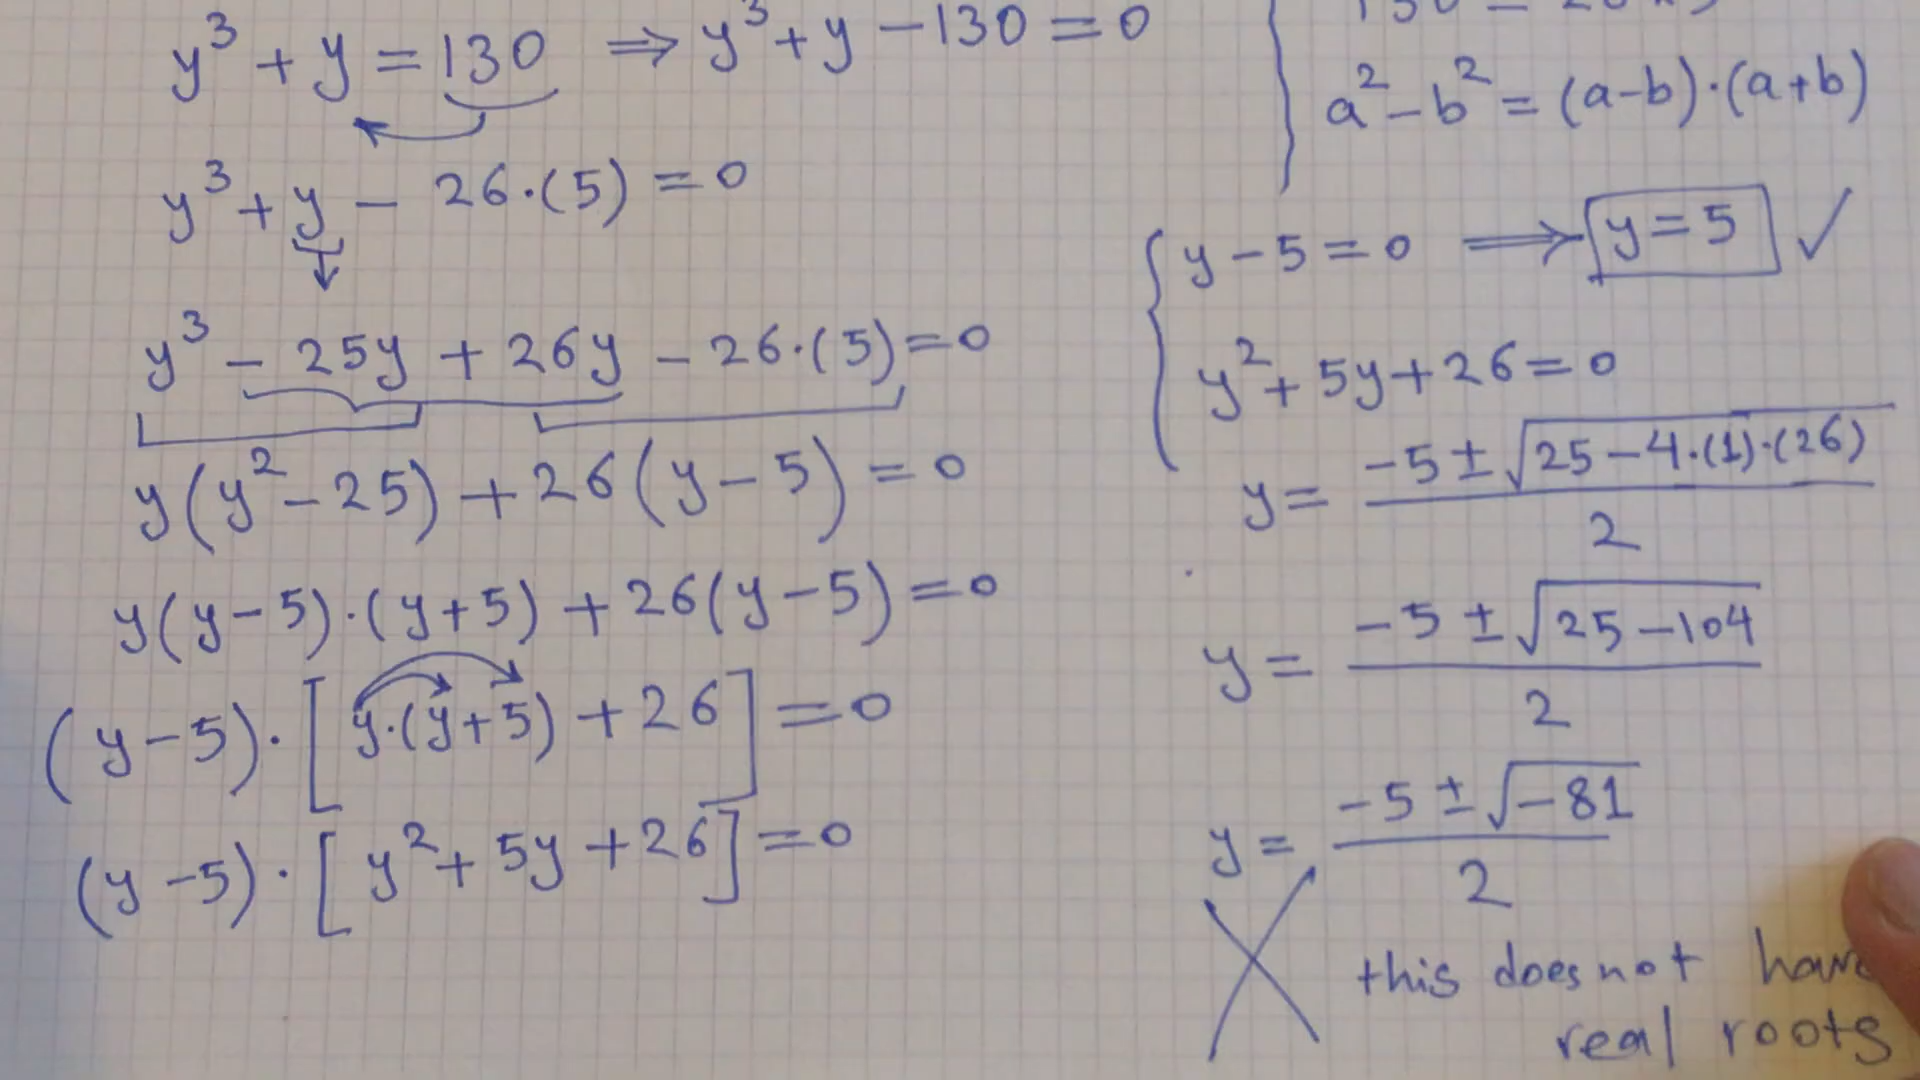 y³ + y = 130 ⇒ y³ + y − 130 = 0
y³ + y − 26·(5) = 0
y³ − 25y + 26y − 26·(5) = 0
y(y² − 25) + 26(y − 5) = 0
y(y − 5)·(y + 5) + 26(y − 5) = 0
(y − 5)·[y·(y + 5) + 26] = 0
(y − 5)·[y² + 5y + 26] = 0
a² − b² = (a − b)·(a + b)
y − 5 = 0 ⟹ y = 5 ✓
y² + 5y + 26 = 0
y = (−5 ± √(25 − 4·(1)·(26))) / 2
y = (−5 ± √(25 − 104)) / 2
y = (−5 ± √(−81)) / 2
this does not have
real roots